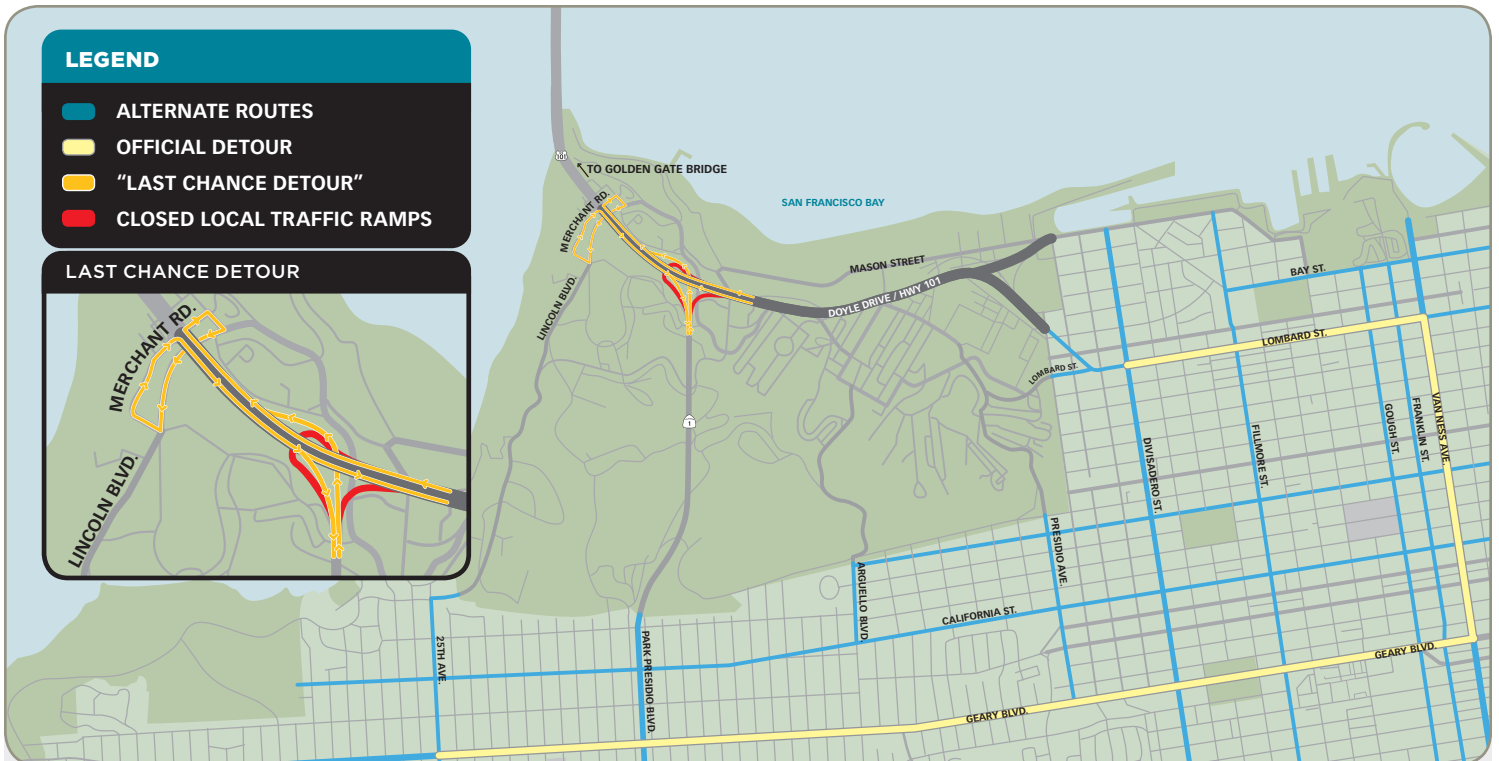 LEGEND
ALTERNATE ROUTES
OFFICIAL DETOUR
“LAST CHANCE DETOUR”
CLOSED LOCAL TRAFFIC RAMPS
LAST CHANCE DETOUR
MERCHANT RD.
LINCOLN BLVD.
101
TO GOLDEN GATE BRIDGE
MERCHANT RD.
SAN FRANCISCO BAY
LINCOLN BLVD.
MASON STREET
DOYLE DRIVE / HWY 101
1
BAY ST.
LOMBARD ST.
LOMBARD ST.
VAN NESS AVE.
FRANKLIN ST.
GOUGH ST.
FILLMORE ST.
DIVISADERO ST.
PRESIDIO AVE.
ARGUELLO BLVD.
CALIFORNIA ST.
25TH AVE.
PARK PRESIDIO BLVD.
GEARY BLVD.
GEARY BLVD.